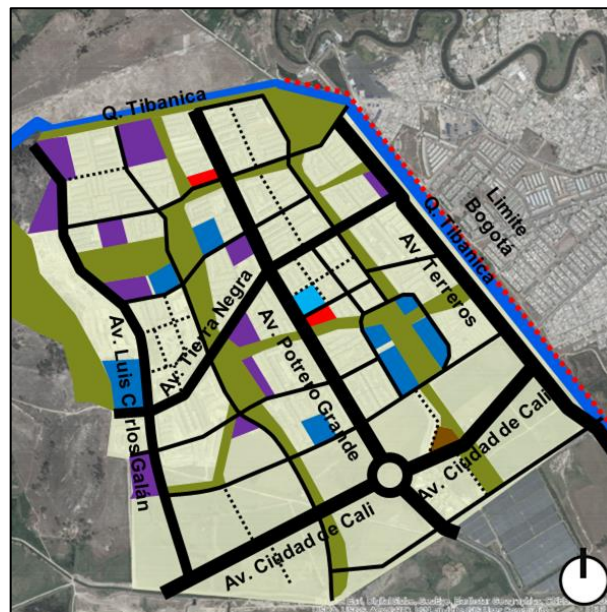 Q. Tibanica
Limite
Bogotá
Q. Tibanica
Av. Terreros
Av. Tierra Negra
Av. Potrero Grande
Av. Luis Carlos Galán
Av. Ciudad de Cali
Av. Ciudad de Cali